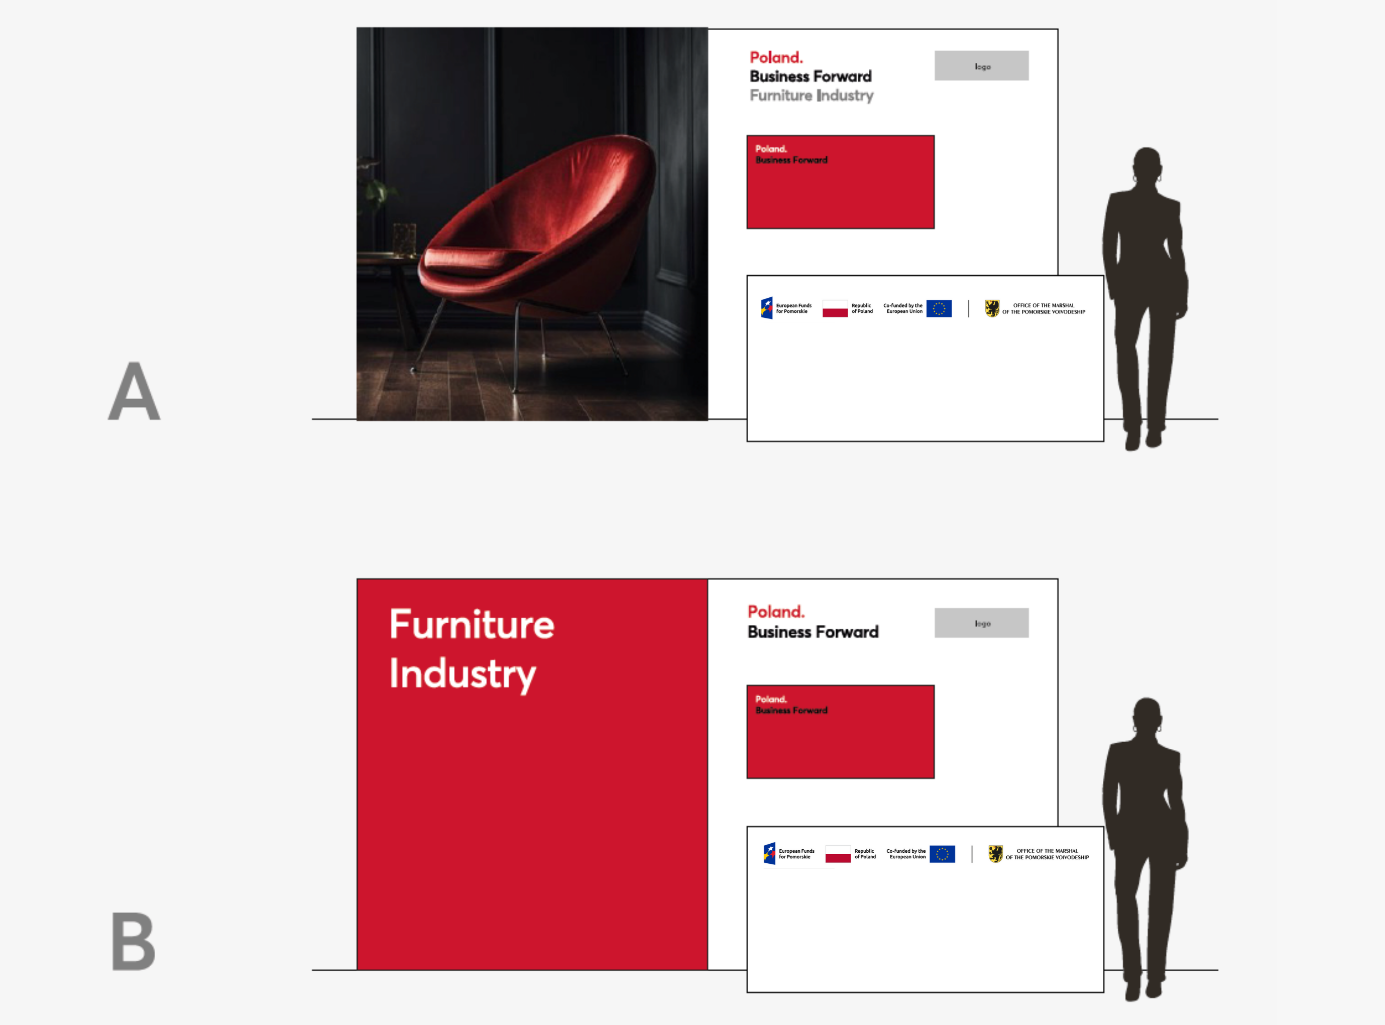 Poland.
Business Forward
Furniture Industry
logo
Poland.
Business Forward
European Funds
for Pomorskie
Republic
of Poland
Co-funded by the
European Union
OFFICE OF THE MARSHAL
OF THE POMORSKIE VOIVODESHIP
A
Furniture
Industry
Poland.
Business Forward
logo
Poland.
Business Forward
European Funds
for Pomorskie
Republic
of Poland
Co-funded by the
European Union
OFFICE OF THE MARSHAL
OF THE POMORSKIE VOIVODESHIP
B